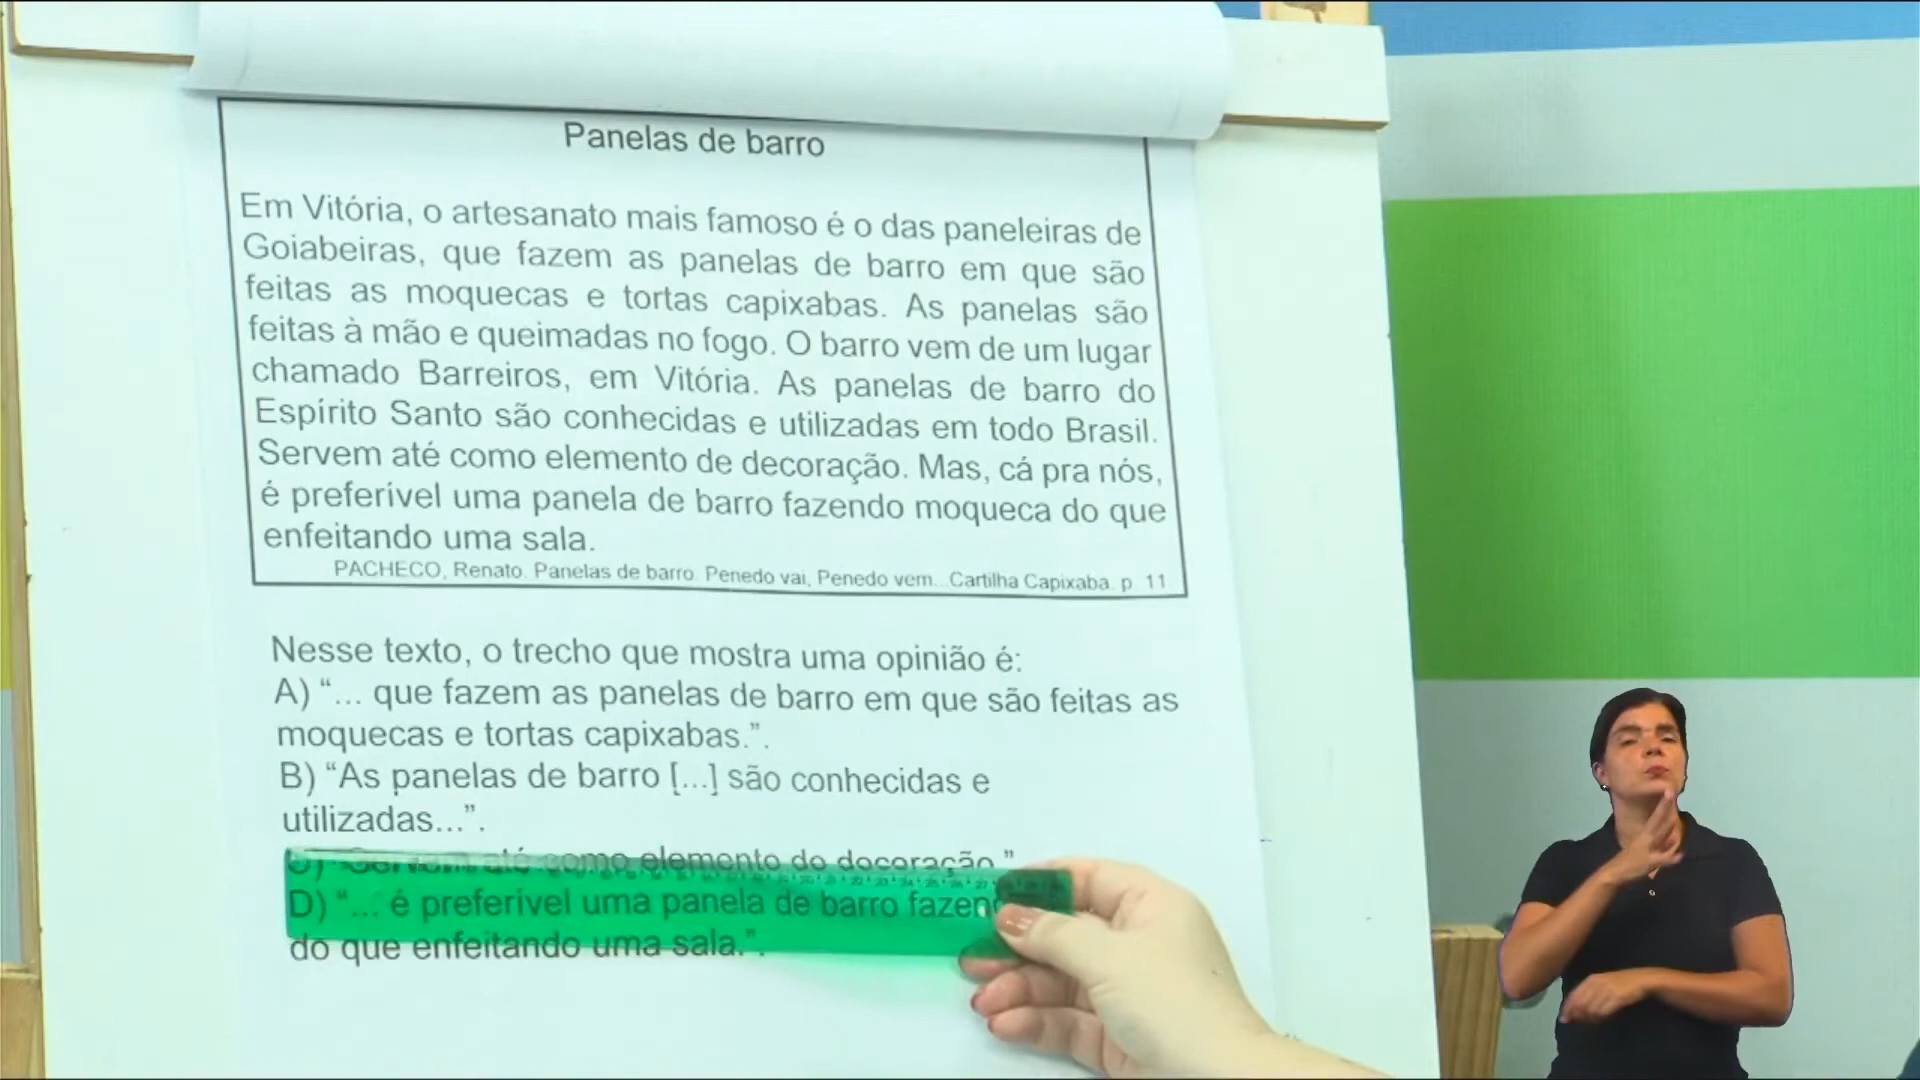 Panelas de barro
Em Vitória, o artesanato mais famoso é o das paneleiras de
Goiabeiras, que fazem as panelas de barro em que são
feitas as moquecas e tortas capixabas. As panelas são
feitas à mão e queimadas no fogo. O barro vem de um lugar
chamado Barreiros, em Vitória. As panelas de barro do
Espírito Santo são conhecidas e utilizadas em todo Brasil.
Servem até como elemento de decoração. Mas, cá pra nós,
é preferível uma panela de barro fazendo moqueca do que
enfeitando uma sala.
PACHECO, Renato. Panelas de barro. Penedo vai, Penedo vem...Cartilha Capixaba. p. 11
Nesse texto, o trecho que mostra uma opinião é:
A) “... que fazem as panelas de barro em que são feitas as
moquecas e tortas capixabas.”.
B) “As panelas de barro [...] são conhecidas e
utilizadas...”.
C) “Servem até como elemento de decoração.”
D) “... é preferível uma panela de barro
do que enfeitando uma sala.”.